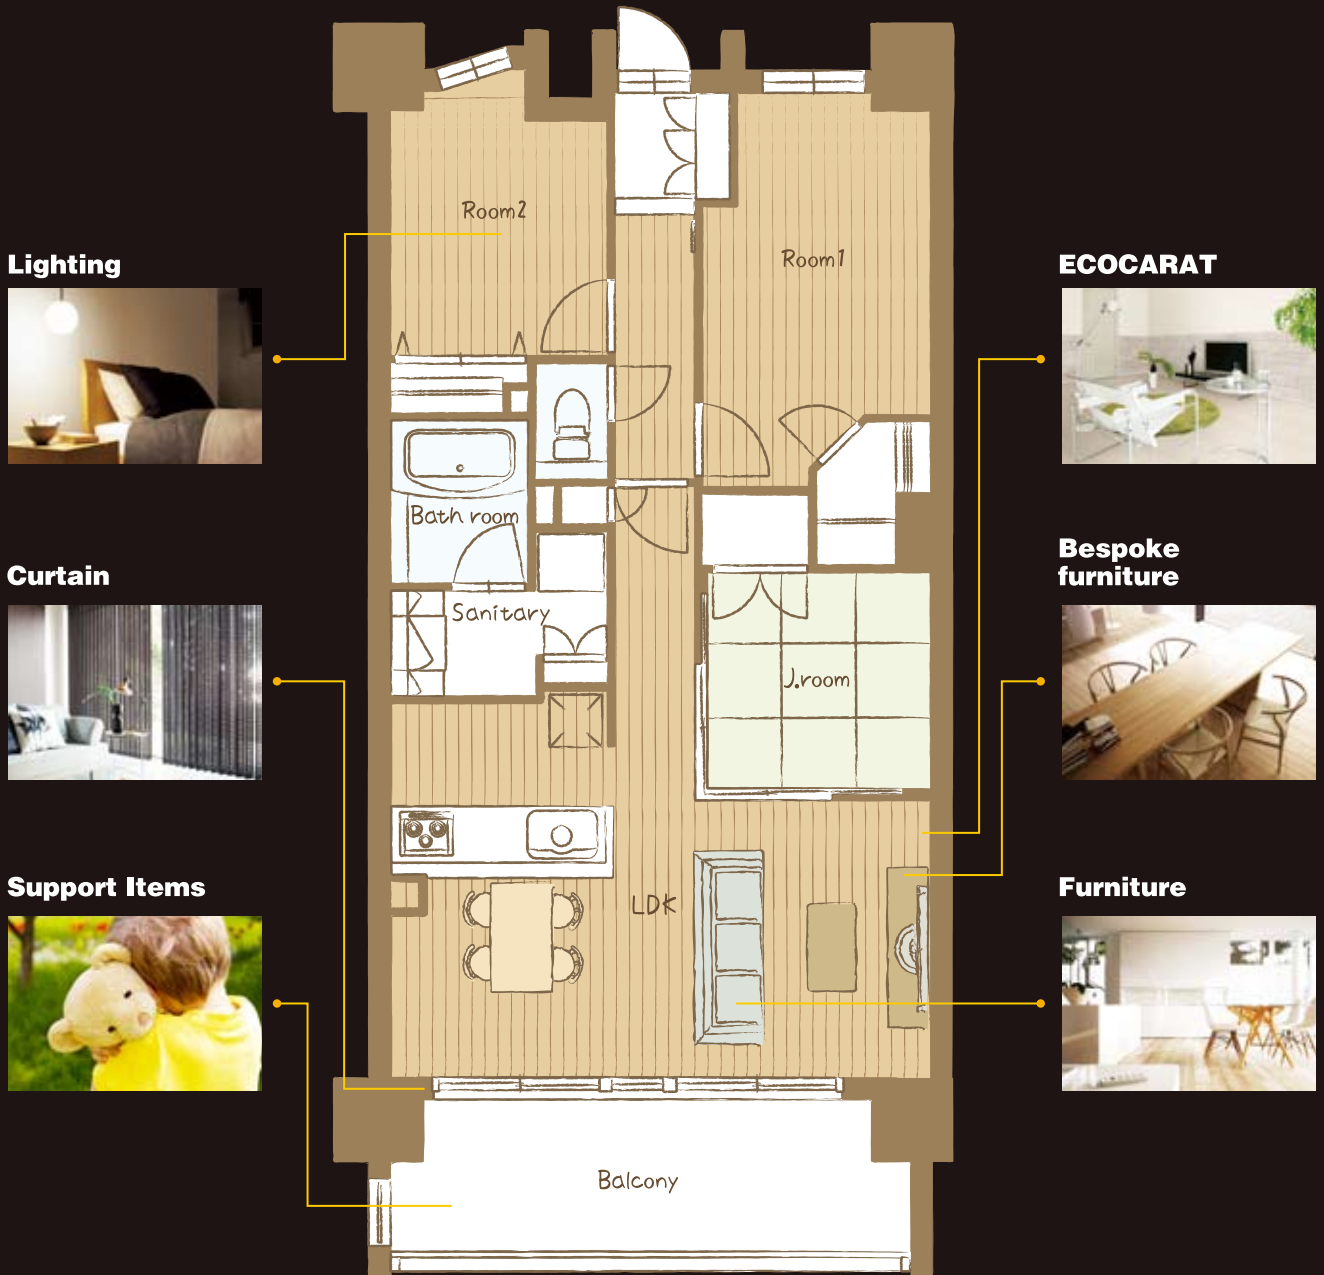 Room2
Room1
Lighting
ECOCARAT
Bath room
Bespoke
furniture
Curtain
Sanitary
J.room
Support Items
LDK
Furniture
Balcony